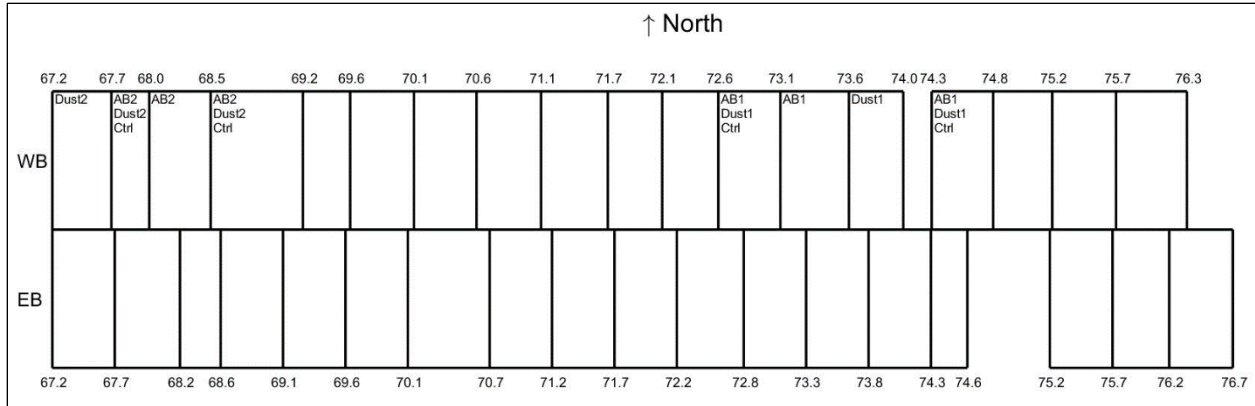 ↑ North
67.2 67.7 68.0 68.5 69.2 69.6 70.1 70.6 71.1 71.7 72.1 72.6 73.1 73.6 74.0 74.3 74.8 75.2 75.7 76.3
Dust2 AB2 AB2 AB2 AB1 AB1 Dust1 AB1
Dust2 Dust2 Dust1 Dust1
Ctrl Ctrl Ctrl Ctrl
WB
EB
67.2 67.7 68.2 68.6 69.1 69.6 70.1 70.7 71.2 71.7 72.2 72.8 73.3 73.8 74.3 74.6 75.2 75.7 76.2 76.7